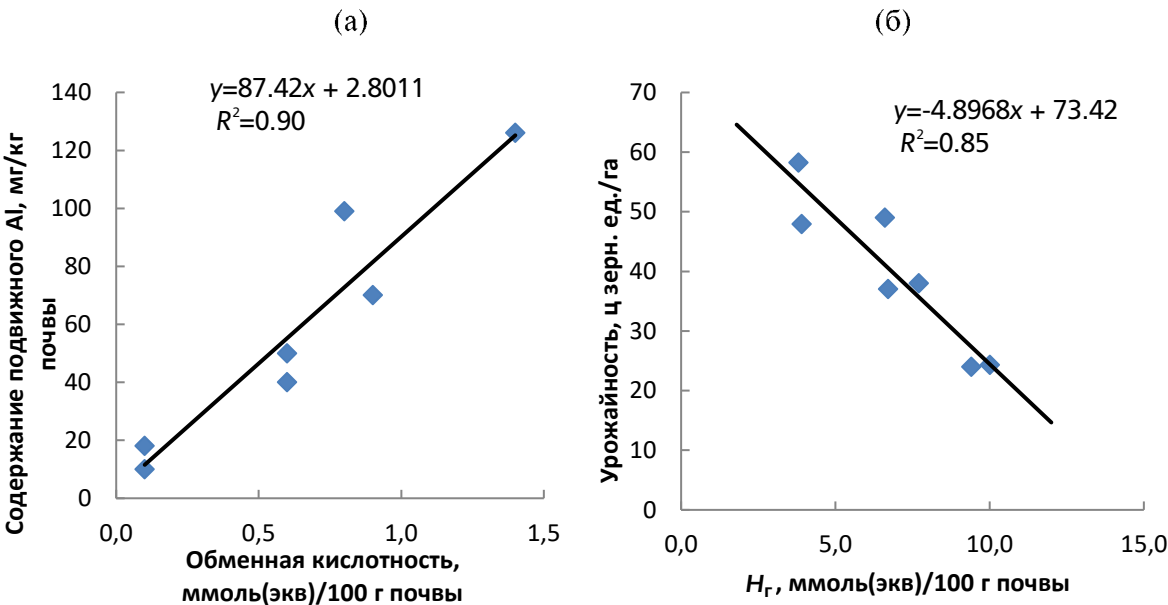 (а)
y=87.42x + 2.8011
R²=0.90
140
120
100
80
60
40
20
0
0,0
0,5
1,0
1,5
Содержание подвижного Al, мг/кг
почвы
Обменная кислотность,
ммоль(экв)/100 г почвы
(б)
y=-4.8968x + 73.42
R²=0.85
70
60
50
40
30
20
10
0
0,0
5,0
10,0
15,0
Урожайность, ц зерн. ед./га
Hг, ммоль(экв)/100 г почвы